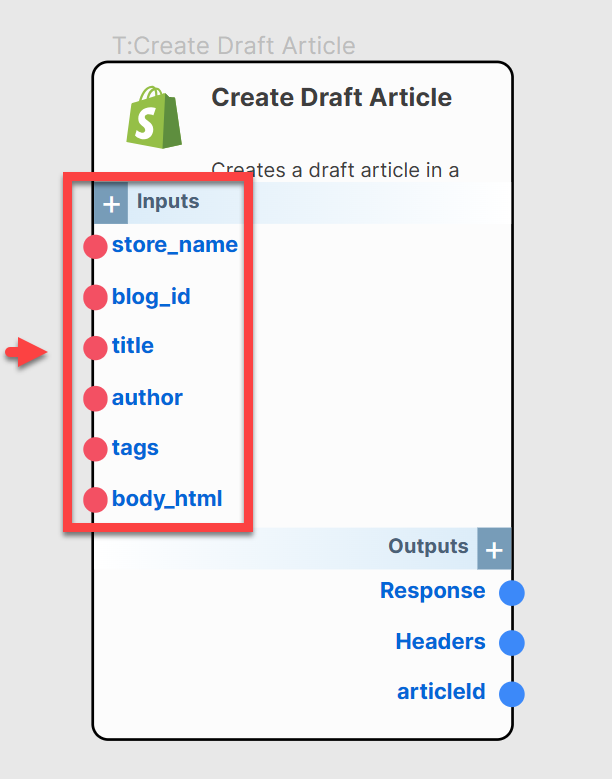 T:Create Draft Article
Create Draft Article
Creates a draft article in a
+ Inputs
store_name
blog_id
title
author
tags
body_html
Outputs +
Response
Headers
articleId